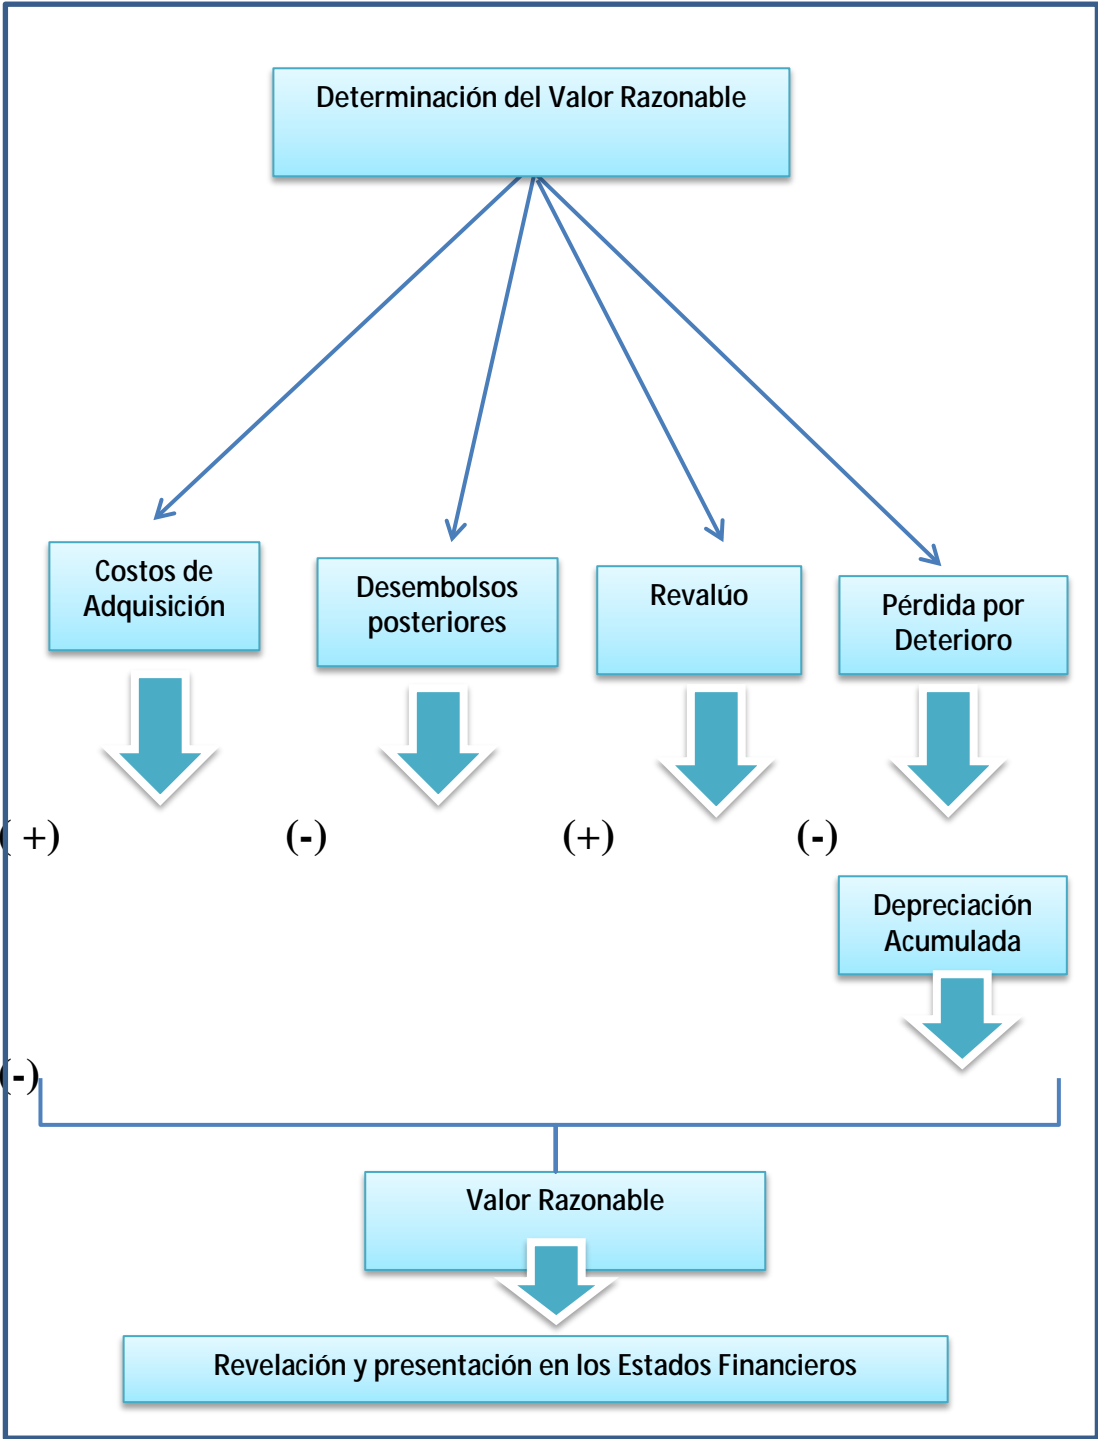 Determinación del Valor Razonable
Costos de
Adquisición
Desembolsos
posteriores
Revalúo
Pérdida por
Deterioro
( +)
(-)
(+)
(-)
Depreciación
Acumulada
(-)
Valor Razonable
Revelación y presentación en los Estados Financieros